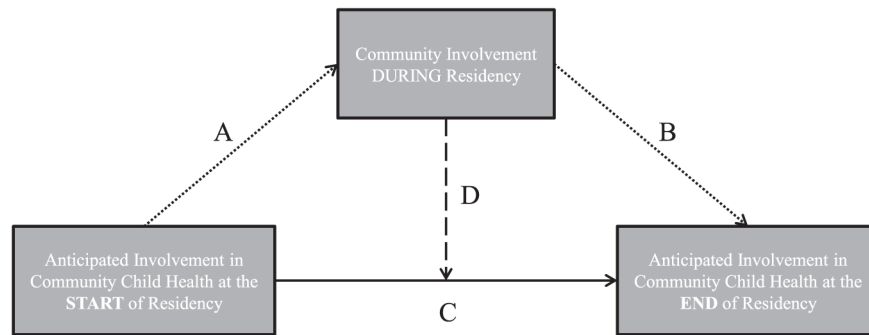 Community Involvement
DURING Residency
A
B
D
Anticipated Involvement in
Community Child Health at the
START of Residency
Anticipated Involvement in
Community Child Health at the
END of Residency
C